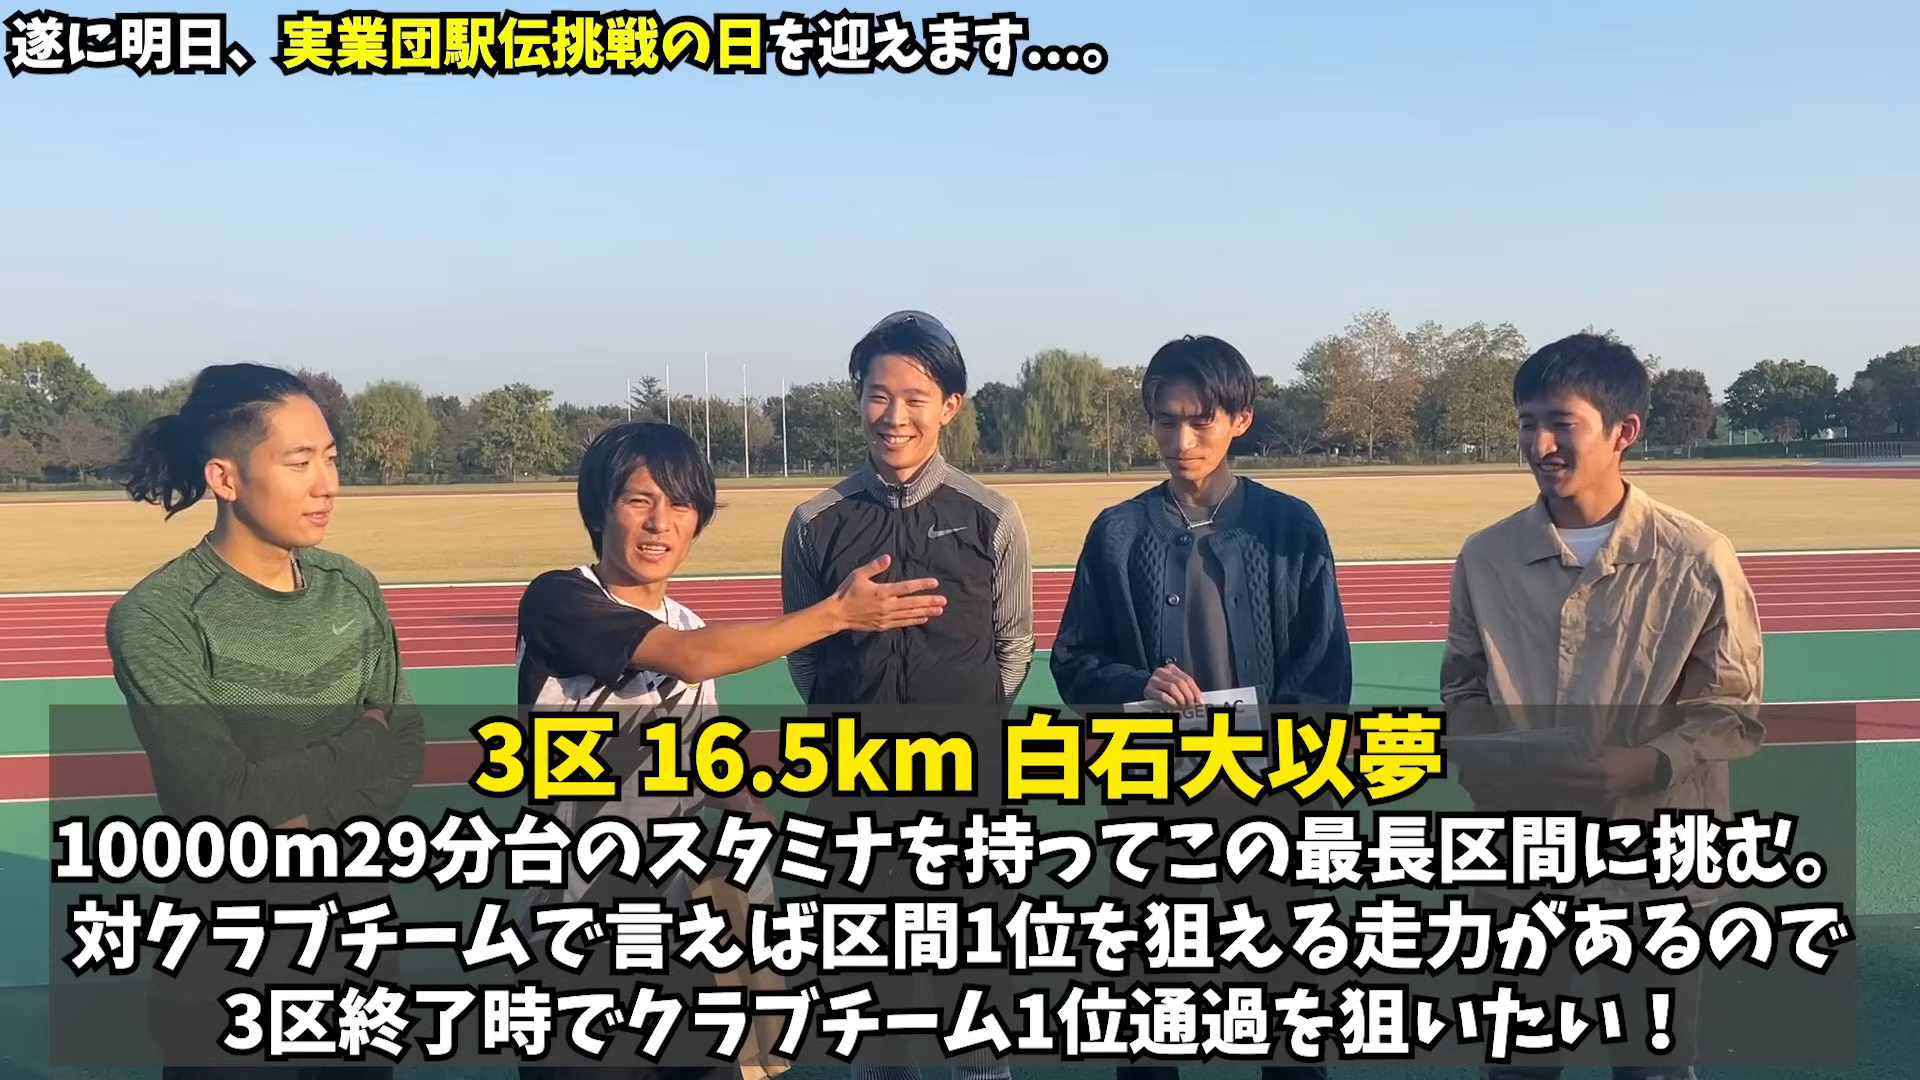 遂に明日、実業団駅伝挑戦の日を迎えます…。
GGER AC
3区 16.5km 白石大以夢
10000m29分台のスタミナを持ってこの最長区間に挑む。
対クラブチームで言えば区間1位を狙える走力があるので
3区終了時でクラブチーム1位通過を狙いたい！